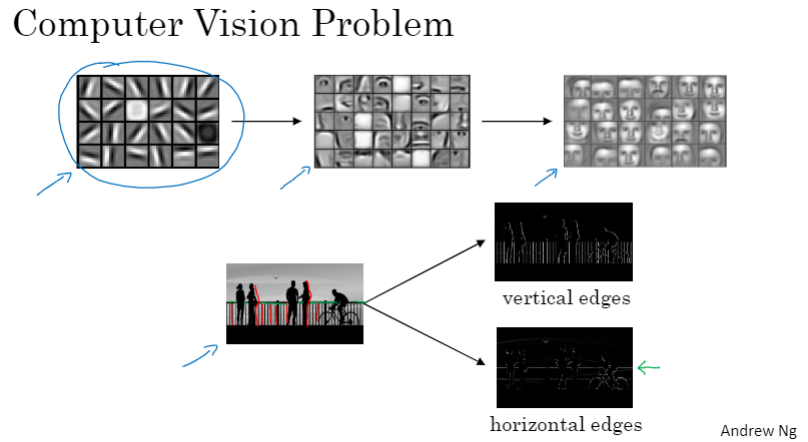 Computer Vision Problem
vertical edges
horizontal edges
Andrew Ng